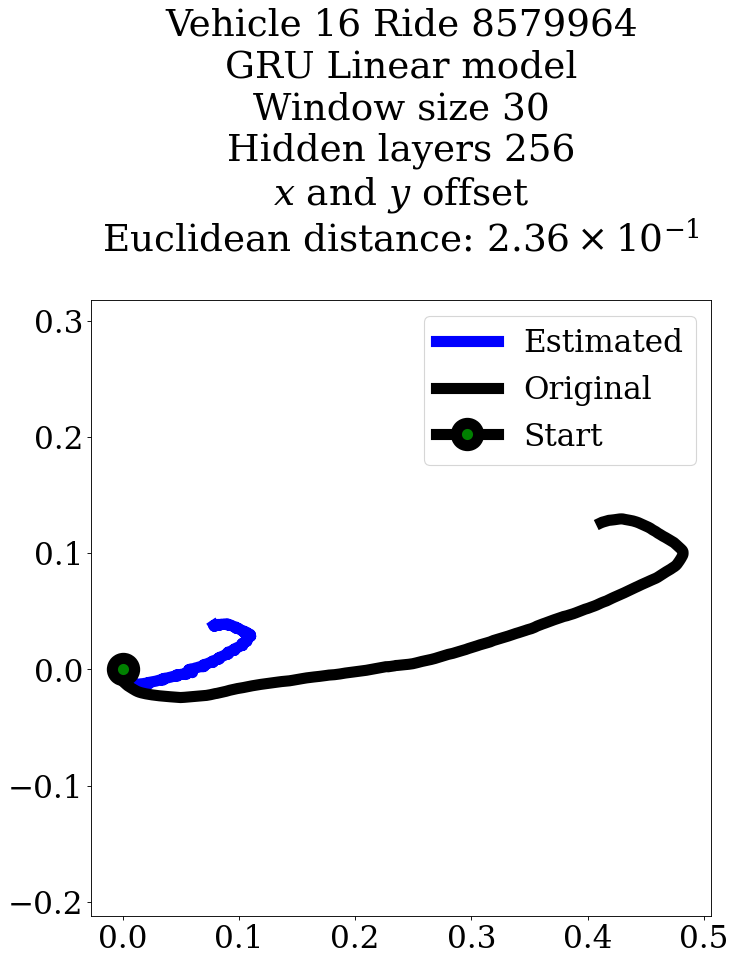 Vehicle 16 Ride 8579964
GRU Linear model
Window size 30
Hidden layers 256
x and y offset
Euclidean distance: 2.36 × 10⁻¹
0.3
0.2
0.1
0.0
−0.1
−0.2
Estimated
Original
Start
0.0 0.1 0.2 0.3 0.4 0.5